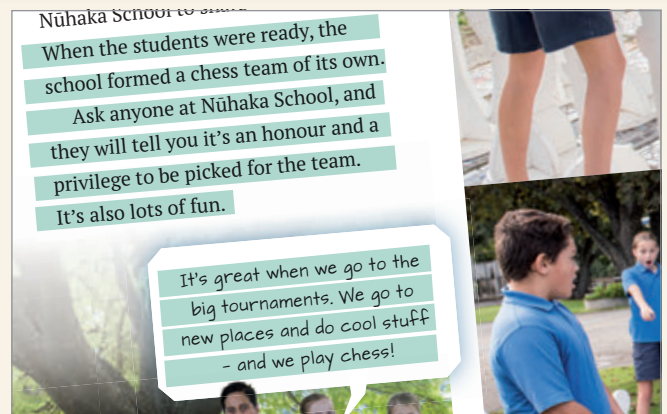 Nūhaka School to
When the students were ready, the
school formed a chess team of its own.
Ask anyone at Nūhaka School, and
they will tell you it's an honour and a
privilege to be picked for the team.
It's also lots of fun.
It's great when we go to the
big tournaments. We go to
new places and do cool stuff
– and we play chess!